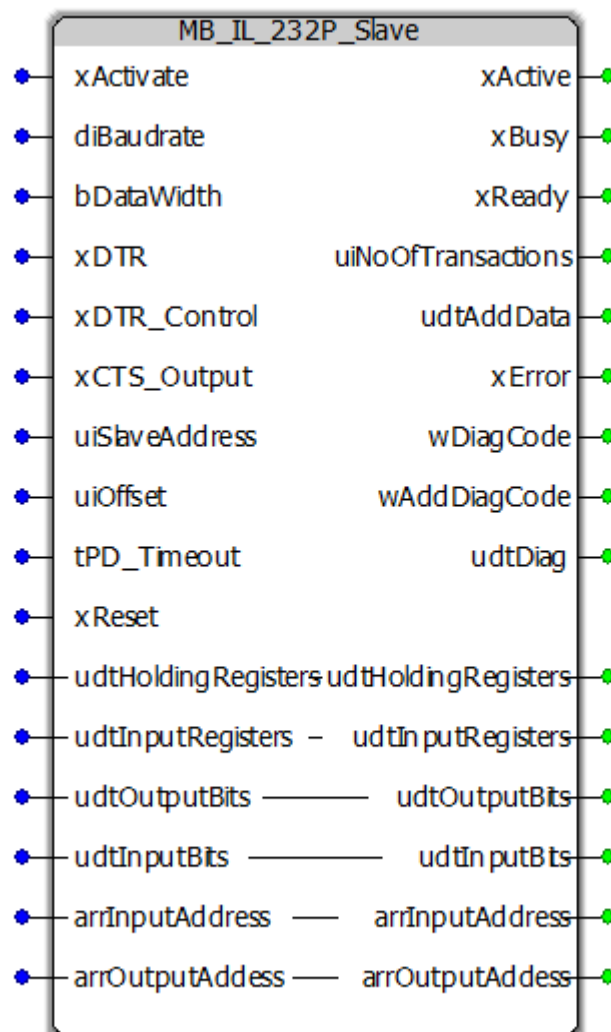 MB_IL_232P_Slave
xActivate xActive
diBaudrate xBusy
bDataWidth xReady
xDTR uiNoOfTransactions
xDTR_Control udtAddData
xCTS_Output xError
uiSlaveAddress wDiagCode
uiOffset wAddDiagCode
tPD_Timeout udtDiag
xReset
udtHoldingRegisters udtHoldingRegisters
udtInputRegisters udtInputRegisters
udtOutputBits udtOutputBits
udtInputBits udtInputBits
arrInputAddress arrInputAddress
arrOutputAddess arrOutputAddess